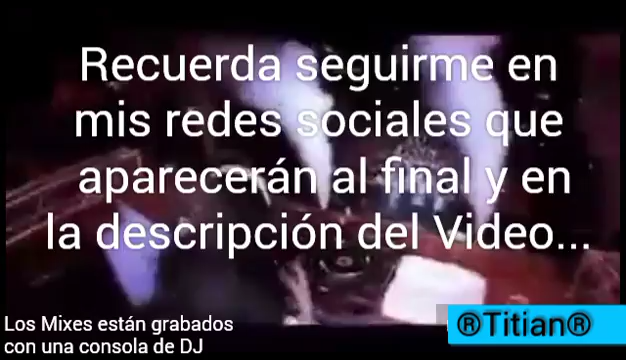 Recuerda seguirme en
mis redes sociales que
aparecerán al final y en
la descripción del Video...
Los Mixes están grabados
con una consola de DJ
®Titian®